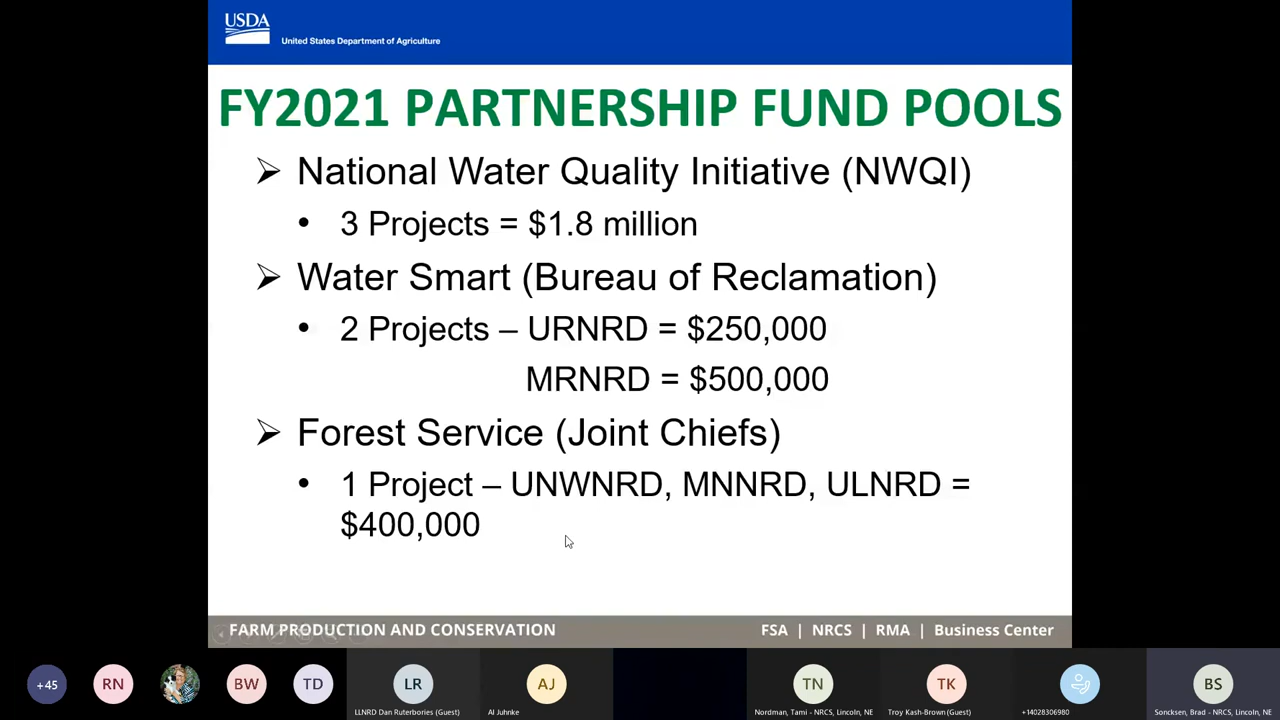 USDA
United States Department of Agriculture
FY2021 PARTNERSHIP FUND POOLS
➢ National Water Quality Initiative (NWQI)
• 3 Projects = $1.8 million
➢ Water Smart (Bureau of Reclamation)
• 2 Projects – URNRD = $250,000
MRNRD = $500,000
➢ Forest Service (Joint Chiefs)
• 1 Project – UNWNRD, MNNRD, ULNRD =
$400,000
FARM PRODUCTION AND CONSERVATION
FSA | NRCS | RMA | Business Center
+45
RN
BW
TD
LR
AJ
TN
TK
BS
LLNRD Dan Ruterbories (Guest)
Al Juhnke
Nordman, Tami - NRCS, Lincoln, NE
Troy Kash-Brown (Guest)
+14028306980
Soncksen, Brad - NRCS, Lincoln, NE